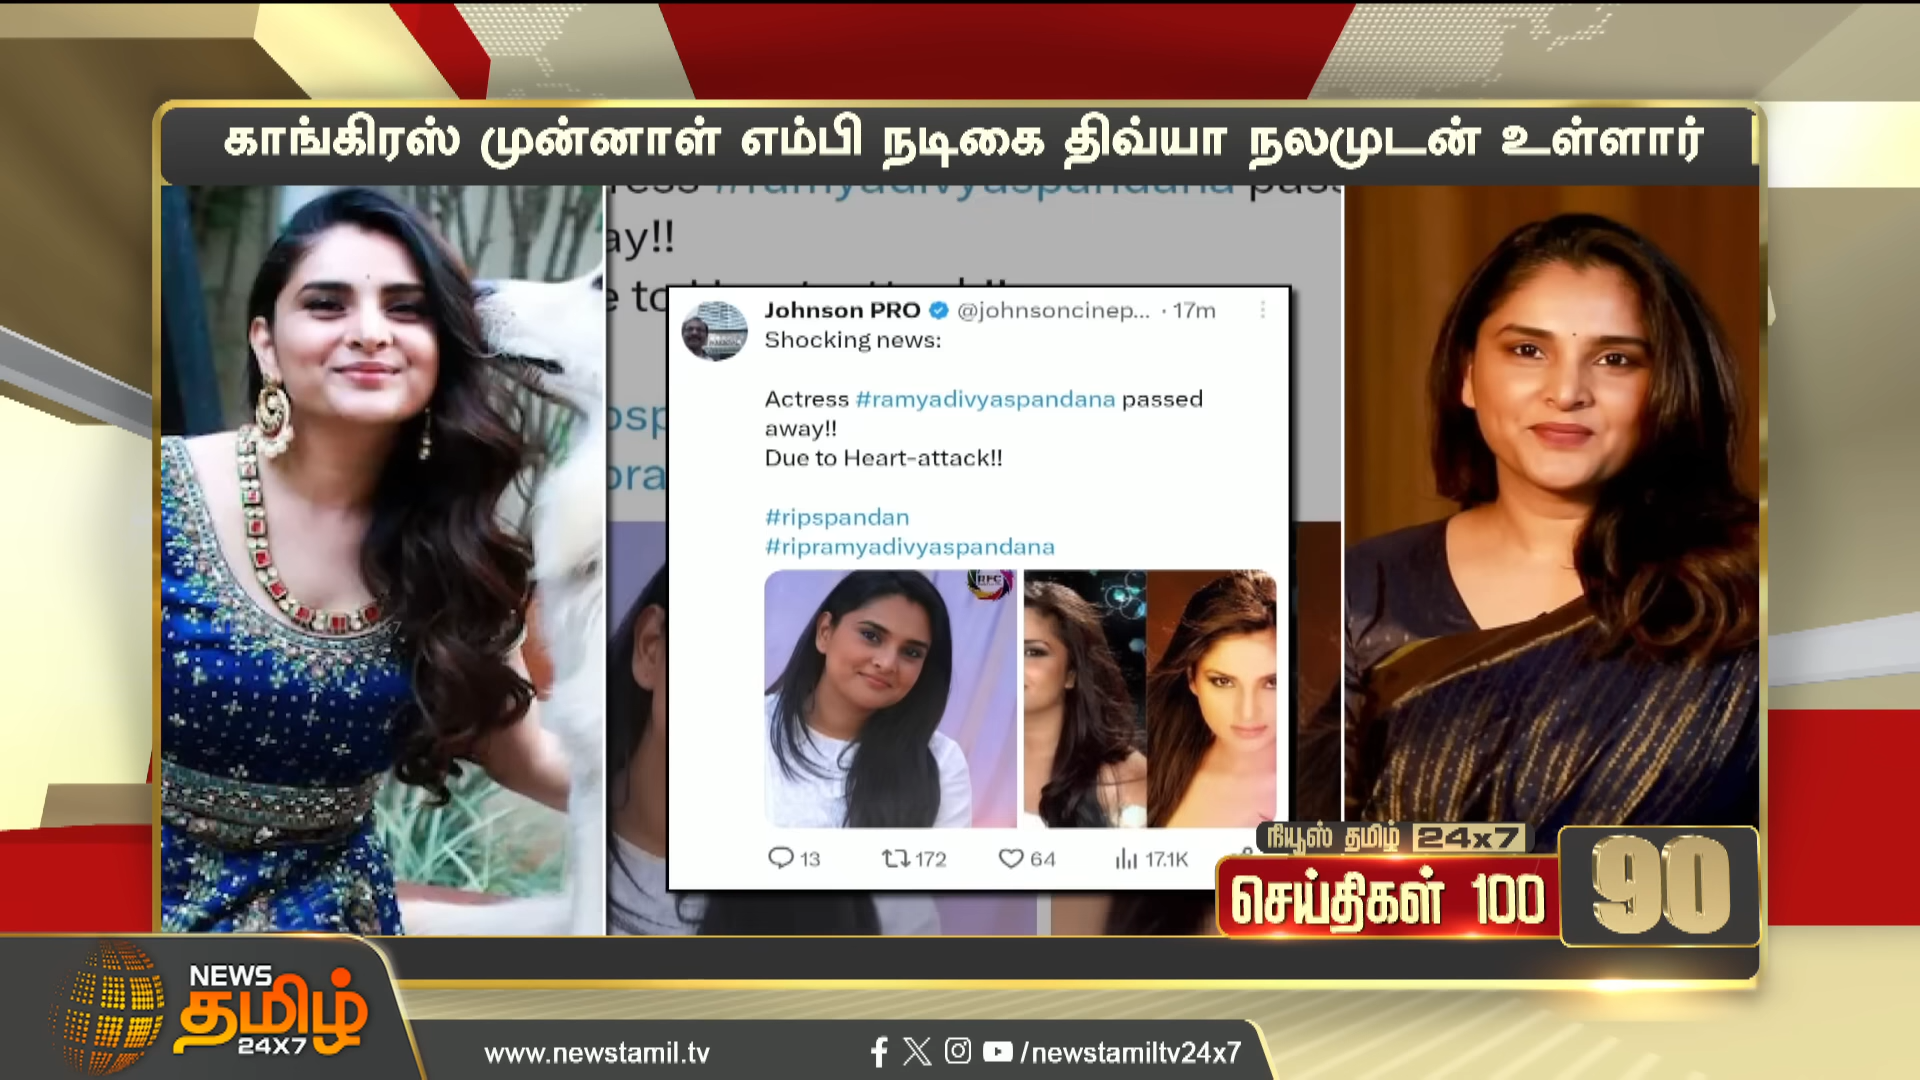 காங்கிரஸ் முன்னாள் எம்பி நடிகை திவ்யா நலமுடன் உள்ளார்
#ramyadivyaspandana pass
ay!!
Johnson PRO @johnsoncinep... · 17m
Shocking news:
Actress #ramyadivyaspandana passed
away!!
Due to Heart-attack!!
#ripspandan
#ripramyadivyaspandana
13 172 64 17.1K
நியூஸ் தமிழ் 24x7
செய்திகள் 100
90
NEWS
தமிழ்
24X7
www.newstamil.tv
/newstamiltv24x7